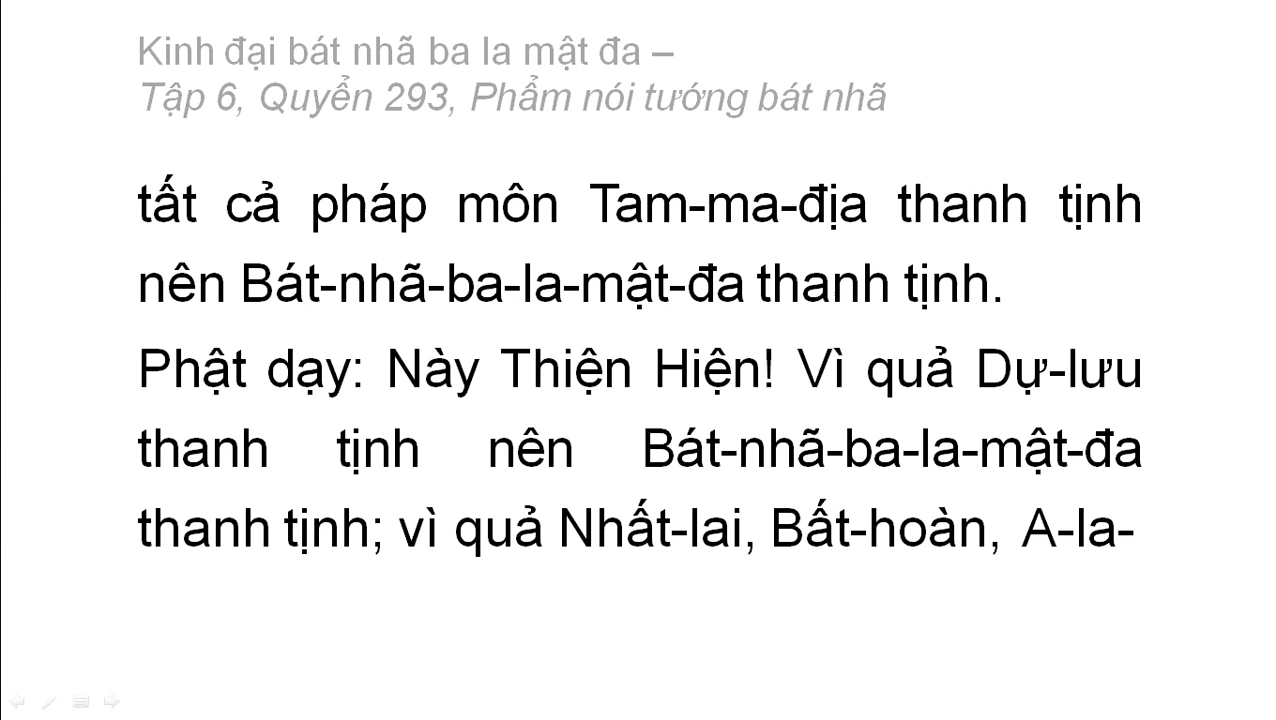 Kinh đại bát nhã ba la mật đa –
Tập 6, Quyển 293, Phẩm nói tướng bát nhã
tất cả pháp môn Tam-ma-địa thanh tịnh
nên Bát-nhã-ba-la-mật-đa thanh tịnh.
Phật dạy: Này Thiện Hiện! Vì quả Dự-lưu
thanh tịnh nên Bát-nhã-ba-la-mật-đa
thanh tịnh; vì quả Nhất-lai, Bất-hoàn, A-la-